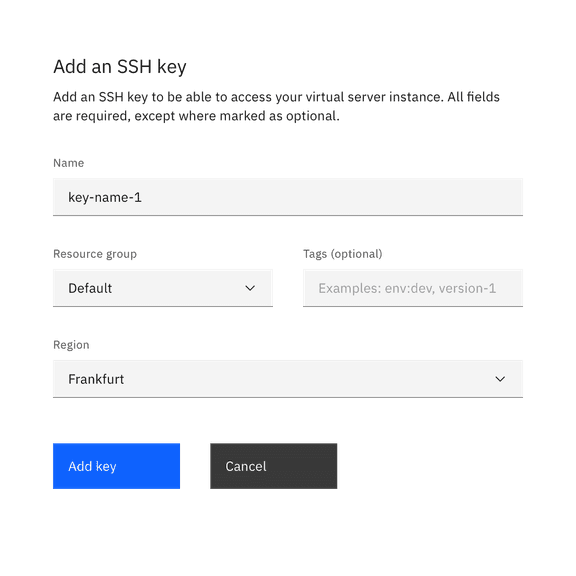 Add an SSH key
Add an SSH key to be able to access your virtual server instance. All fields
are required, except where marked as optional.
Name
key-name-1
Resource group
Tags (optional)
Default
Examples: env:dev, version-1
Region
Frankfurt
Add key
Cancel